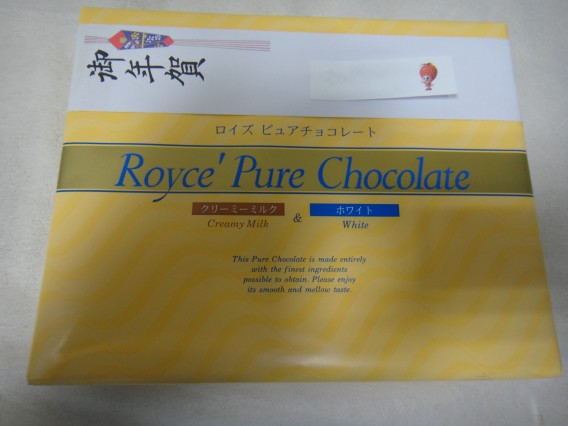 御年賀
ロイズ ピュアチョコレート
Royce' Pure Chocolate
クリーミーミルク
Creamy Milk
&
ホワイト
White
This Pure Chocolate is made entirely
with the finest ingredients
possible to obtain. Please enjoy
its smooth and mellow taste.